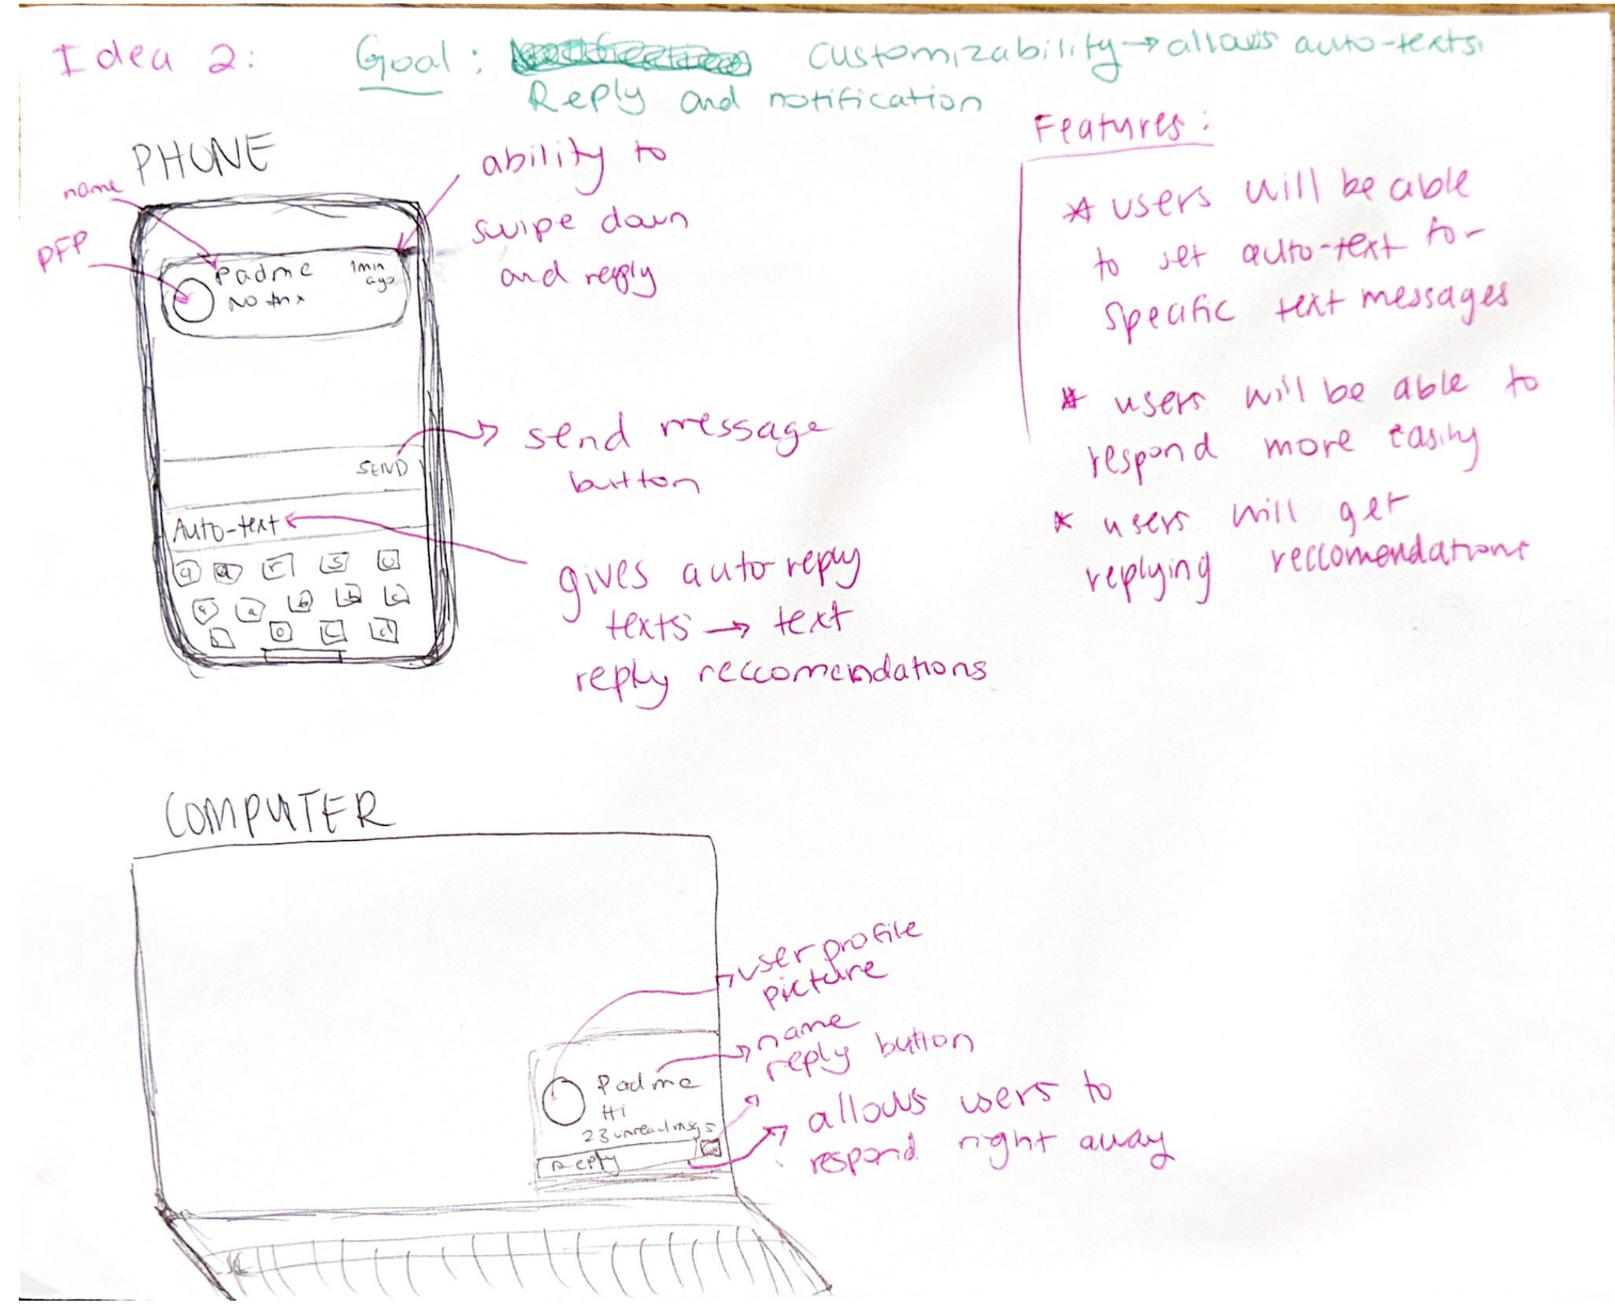 Idea 2:
Goal: Customizability → allows auto-texts.
Reply and notification
PHONE
name
PFP
Padme
1min
ago
No tnx
ability to
swipe down
and reply
SEND
send message
button
Auto-text
gives auto-reply
texts → text
reply reccomendations
Features:
* users will be able
to set auto-text for
specific text messages
* users will be able to
respond more easily
* users will get
replying reccomendations
COMPUTER
user profile
picture
name
reply button
allows users to
respond right away
Padme
Hi
23 unread msgs
Reply